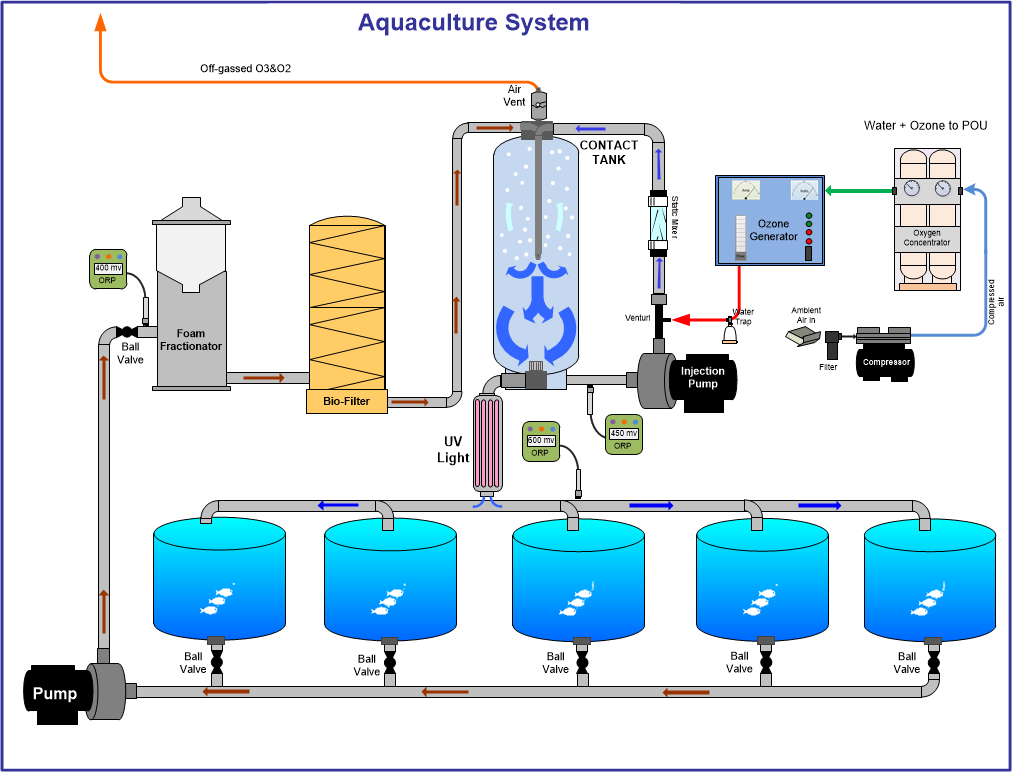 Aquaculture System
Off-gassed O3&O2
Air
Vent
CONTACT
TANK
Water + Ozone to POU
Static Mixer
Ozone
Generator
Oxygen
Concentrator
400 mv
ORP
Ball
Valve
Foam
Fractionator
Bio-Filter
Venturi
Water
Trap
Ambient
Air In
Filter
Compressor
Compressed
air
Injection
Pump
UV
Light
600 mv
ORP
450 mv
ORP
Ball
Valve
Ball
Valve
Ball
Valve
Ball
Valve
Ball
Valve
Pump